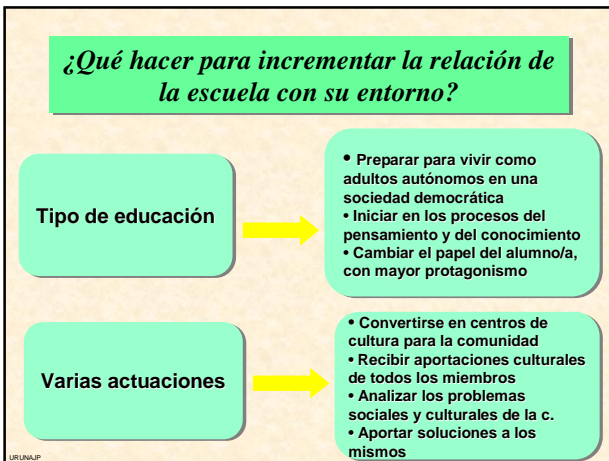 ¿Qué hacer para incrementar la relación de
la escuela con su entorno?
Tipo de educación
• Preparar para vivir como
adultos autónomos en una
sociedad democrática
• Iniciar en los procesos del
pensamiento y del conocimiento
• Cambiar el papel del alumno/a,
con mayor protagonismo
Varias actuaciones
• Convertirse en centros de
cultura para la comunidad
• Recibir aportaciones culturales
de todos los miembros
• Analizar los problemas
sociales y culturales de la c.
• Aportar soluciones a los
mismos
URUNAJP